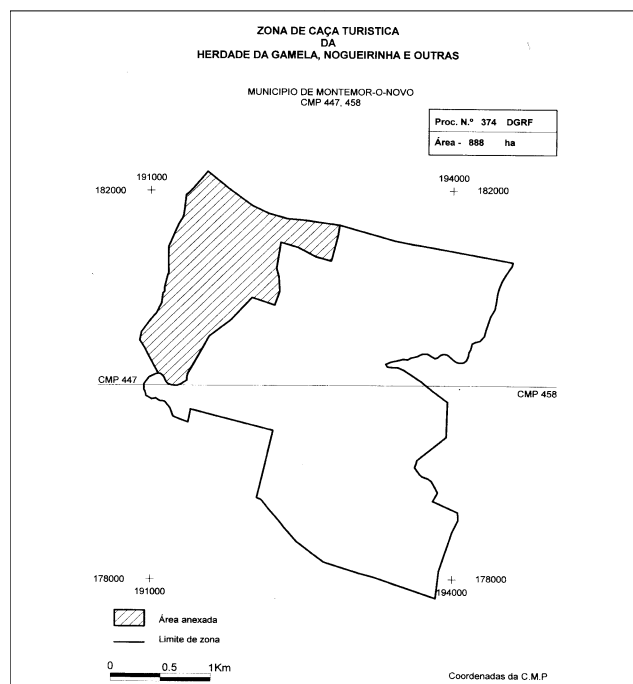 ZONA DE CAÇA TURISTICA
DA
HERDADE DA GAMELA, NOGUEIRINHA E OUTRAS
MUNICIPIO DE MONTEMOR-O-NOVO
CMP 447, 458
Proc. N.º 374 DGRF
Área - 888 ha
191000
182000
194000
182000
CMP 447
CMP 458
178000
191000
178000
194000
Área anexada
Limite de zona
0 0.5 1Km
Coordenadas da C.M.P